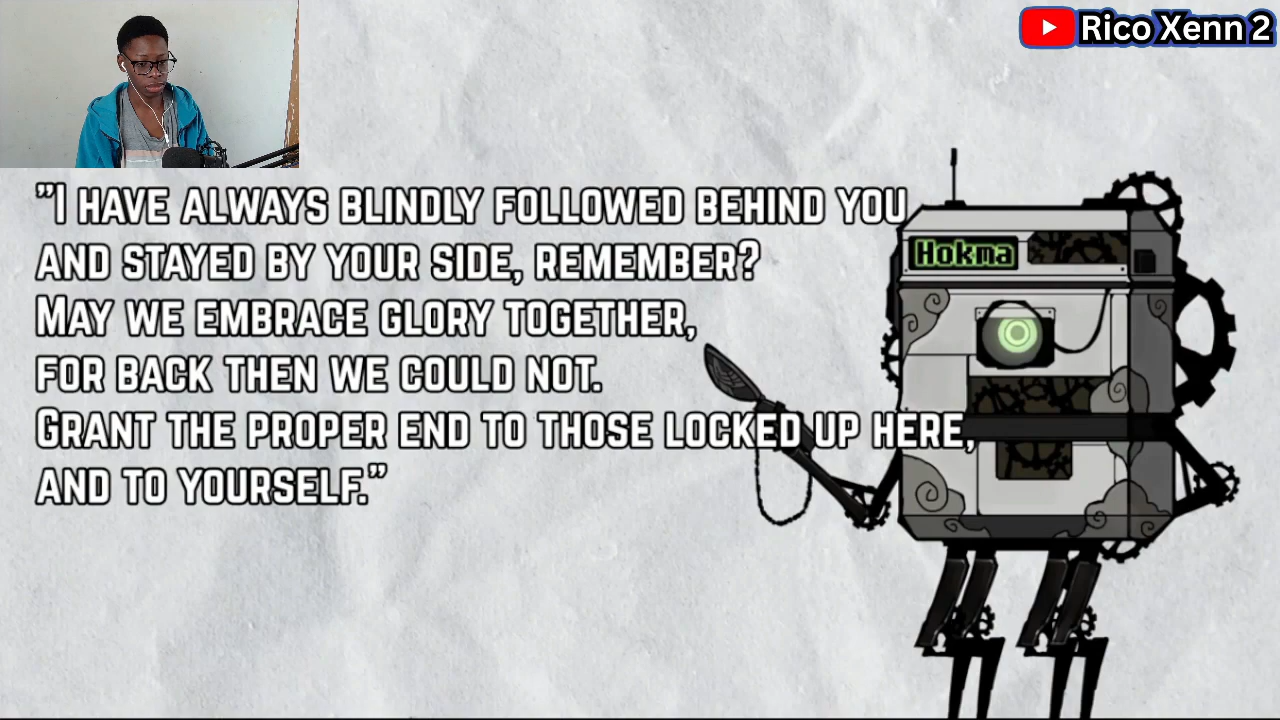 Rico Xenn 2
"I HAVE ALWAYS BLINDLY FOLLOWED BEHIND YOU
AND STAYED BY YOUR SIDE, REMEMBER?
MAY WE EMBRACE GLORY TOGETHER,
FOR BACK THEN WE COULD NOT.
GRANT THE PROPER END TO THOSE LOCKED UP HERE,
AND TO YOURSELF."
Hokma